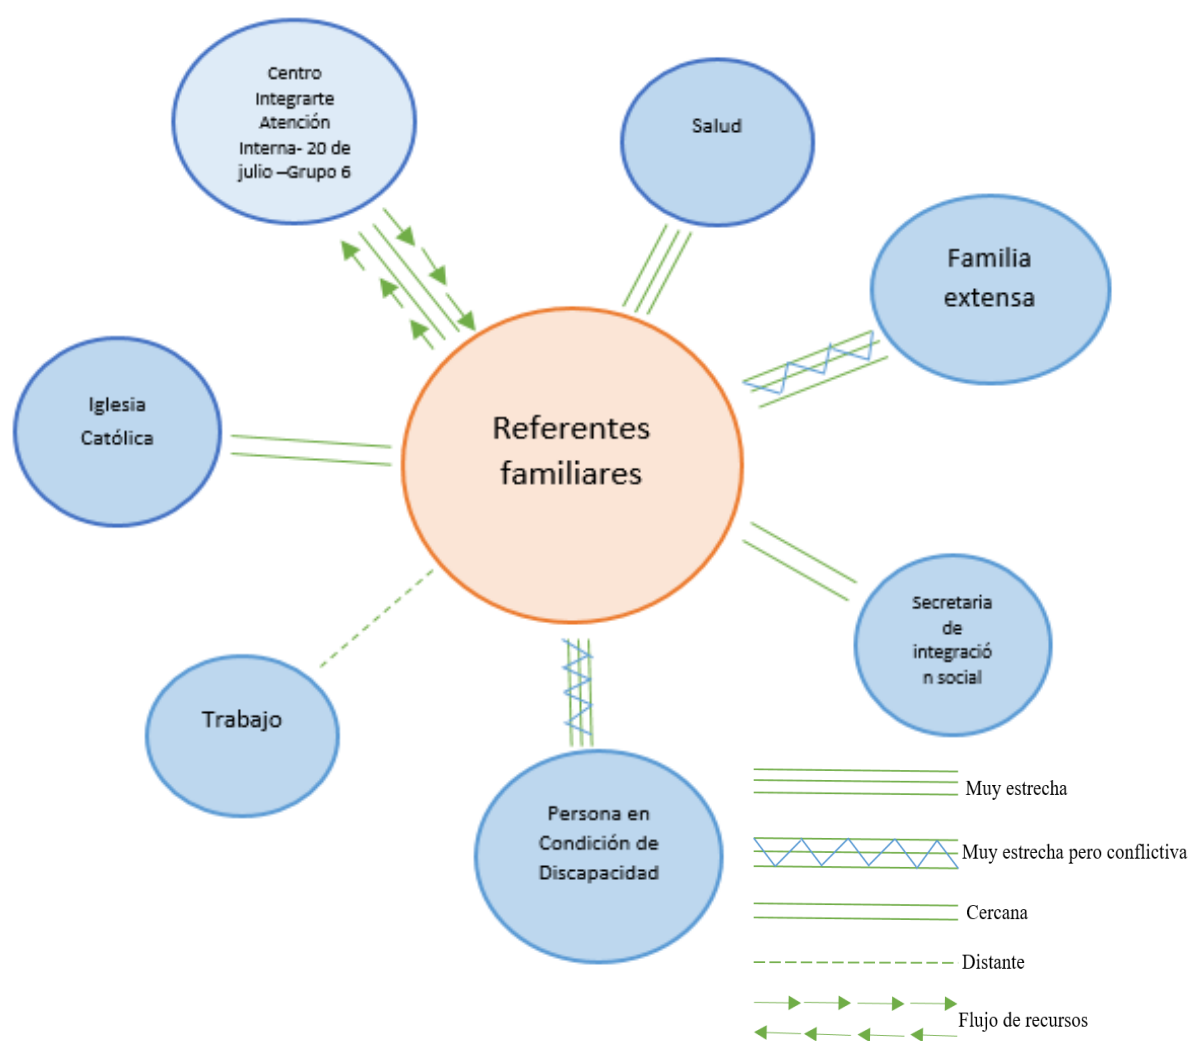 Centro
Integrarte
Atención
Interna- 20 de
julio –Grupo 6
Salud
Familia
extensa
Iglesia
Católica
Referentes
familiares
Secretaria
de
integració
n social
Trabajo
Persona en
Condición de
Discapacidad
Muy estrecha
Muy estrecha pero conflictiva
Cercana
Distante
Flujo de recursos